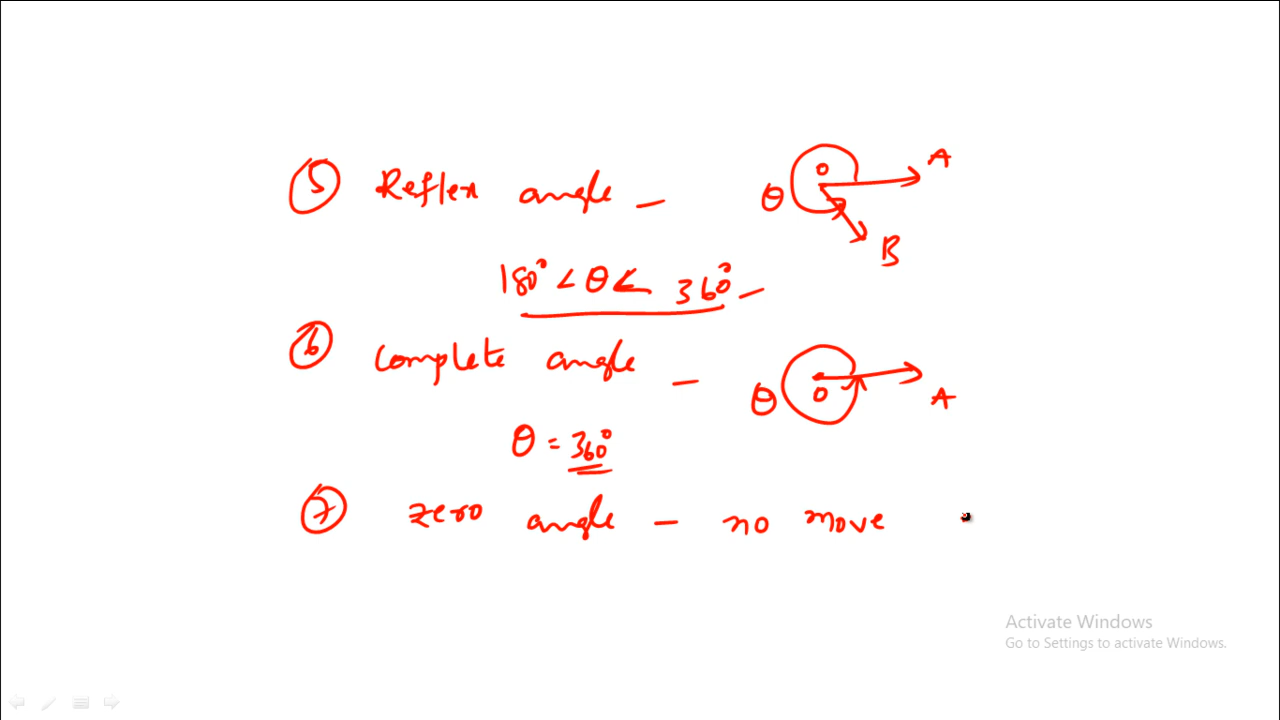 ⑤ Reflex angle – O A
θ B
180° < θ < 360° –
⑥ Complete angle – θ O A
θ = 360°
⑦ zero angle – no move
Activate Windows
Go to Settings to activate Windows.